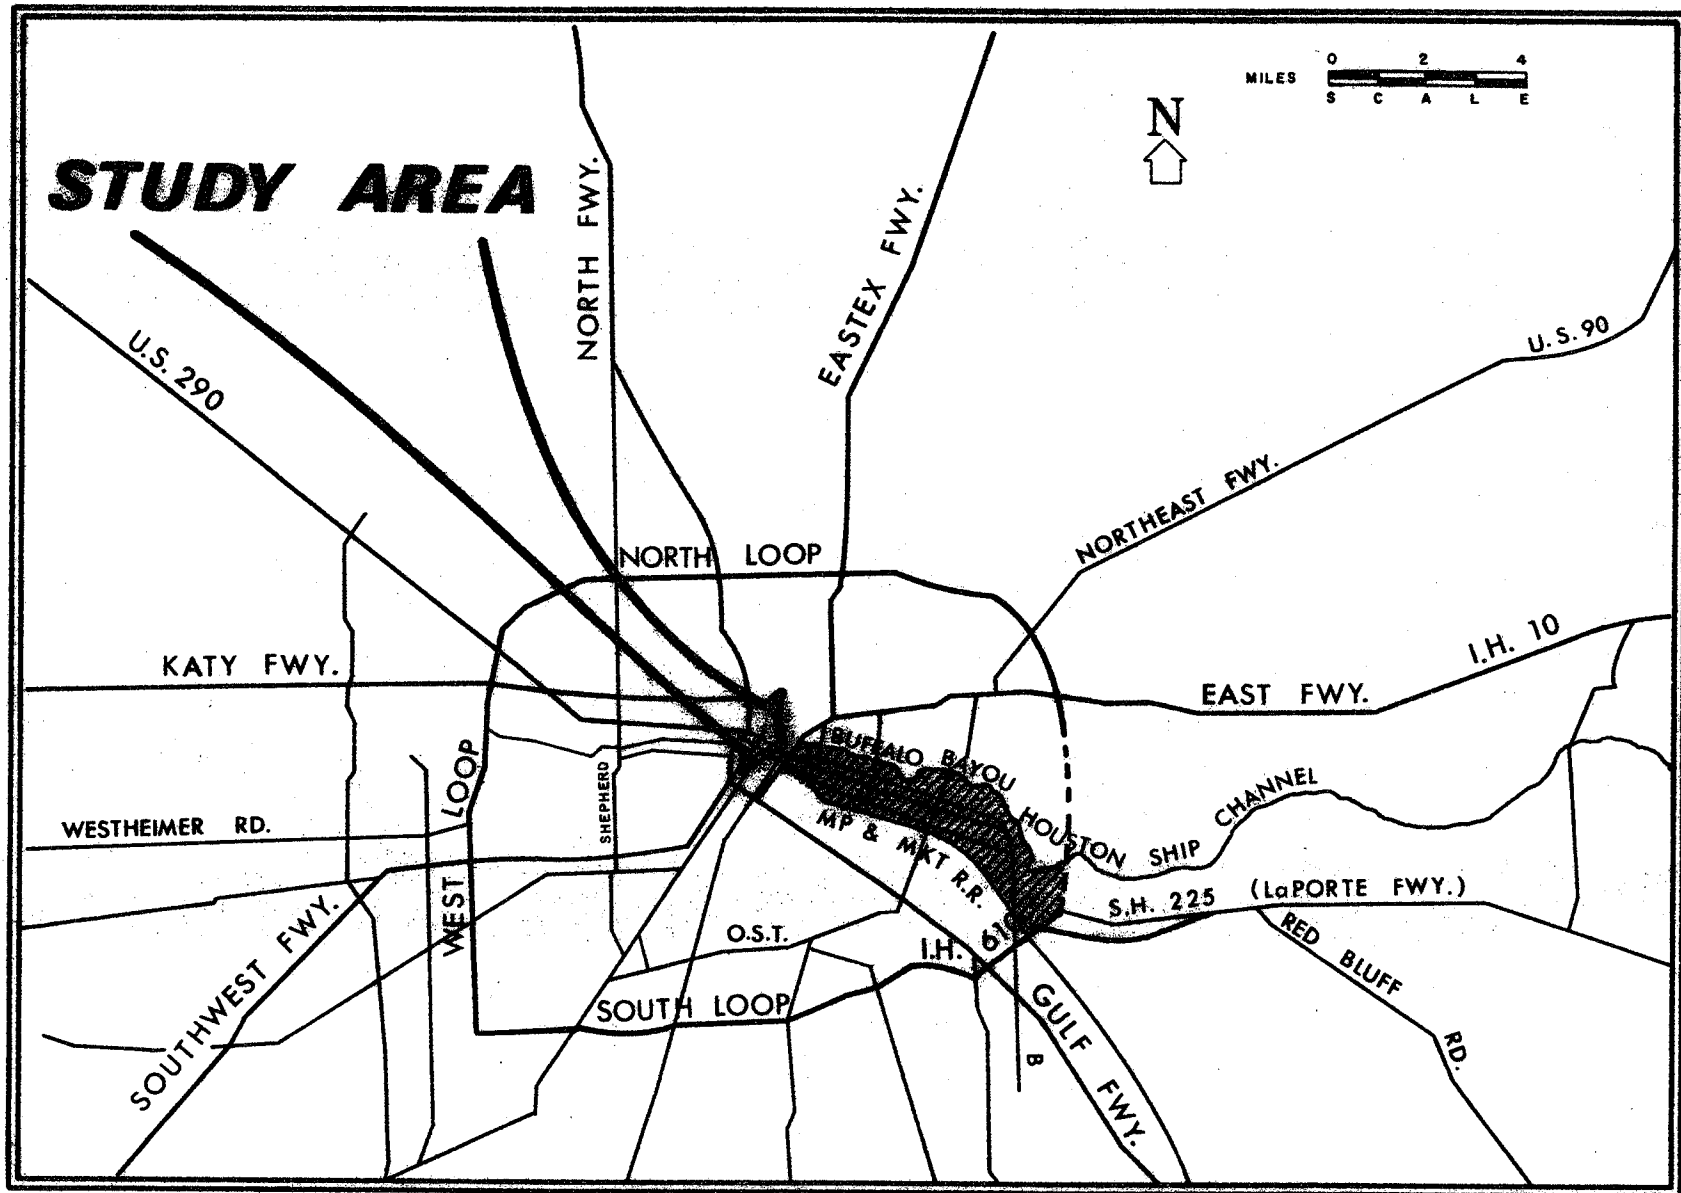 0 2 4
MILES
S C A L E
N
STUDY AREA
NORTH FWY.
EASTEX FWY.
U.S. 290
U.S. 90
NORTHEAST FWY.
NORTH LOOP
I.H. 10
KATY FWY.
EAST FWY.
BUFFALO BAYOU
WEST LOOP
SHEPHERD
HOUSTON SHIP CHANNEL
WESTHEIMER RD.
MP & MKT R.R.
S.H. 225 (LaPORTE FWY.)
RED BLUFF RD.
O.S.T.
I.H. 610
SOUTHWEST FWY.
SOUTH LOOP
GULF FWY.
B